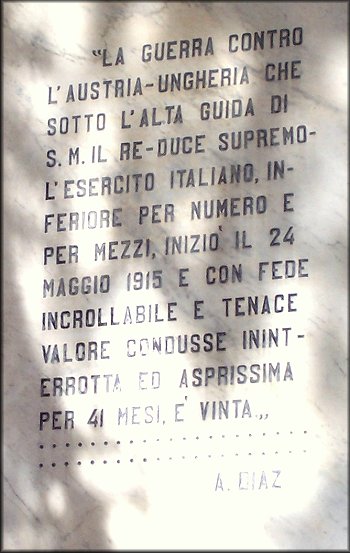 "LA GUERRA CONTRO
L'AUSTRIA-UNGHERIA CHE
SOTTO L'ALTA GUIDA DI
S.M. IL RE-DUCE SUPREMO-
L'ESERCITO ITALIANO, IN-
FERIORE PER NUMERO E
PER MEZZI, INIZIO' IL 24
MAGGIO 1915 E CON FEDE
INCROLLABILE E TENACE
VALORE CONDUSSE ININT-
ERROTTA ED ASPRISSIMA
PER 41 MESI, E' VINTA.„
. . . . . . . . . . . . . . . . . . . . . .
. . . . . . . . . . . . . . . . . . . . . .
A. DIAZ